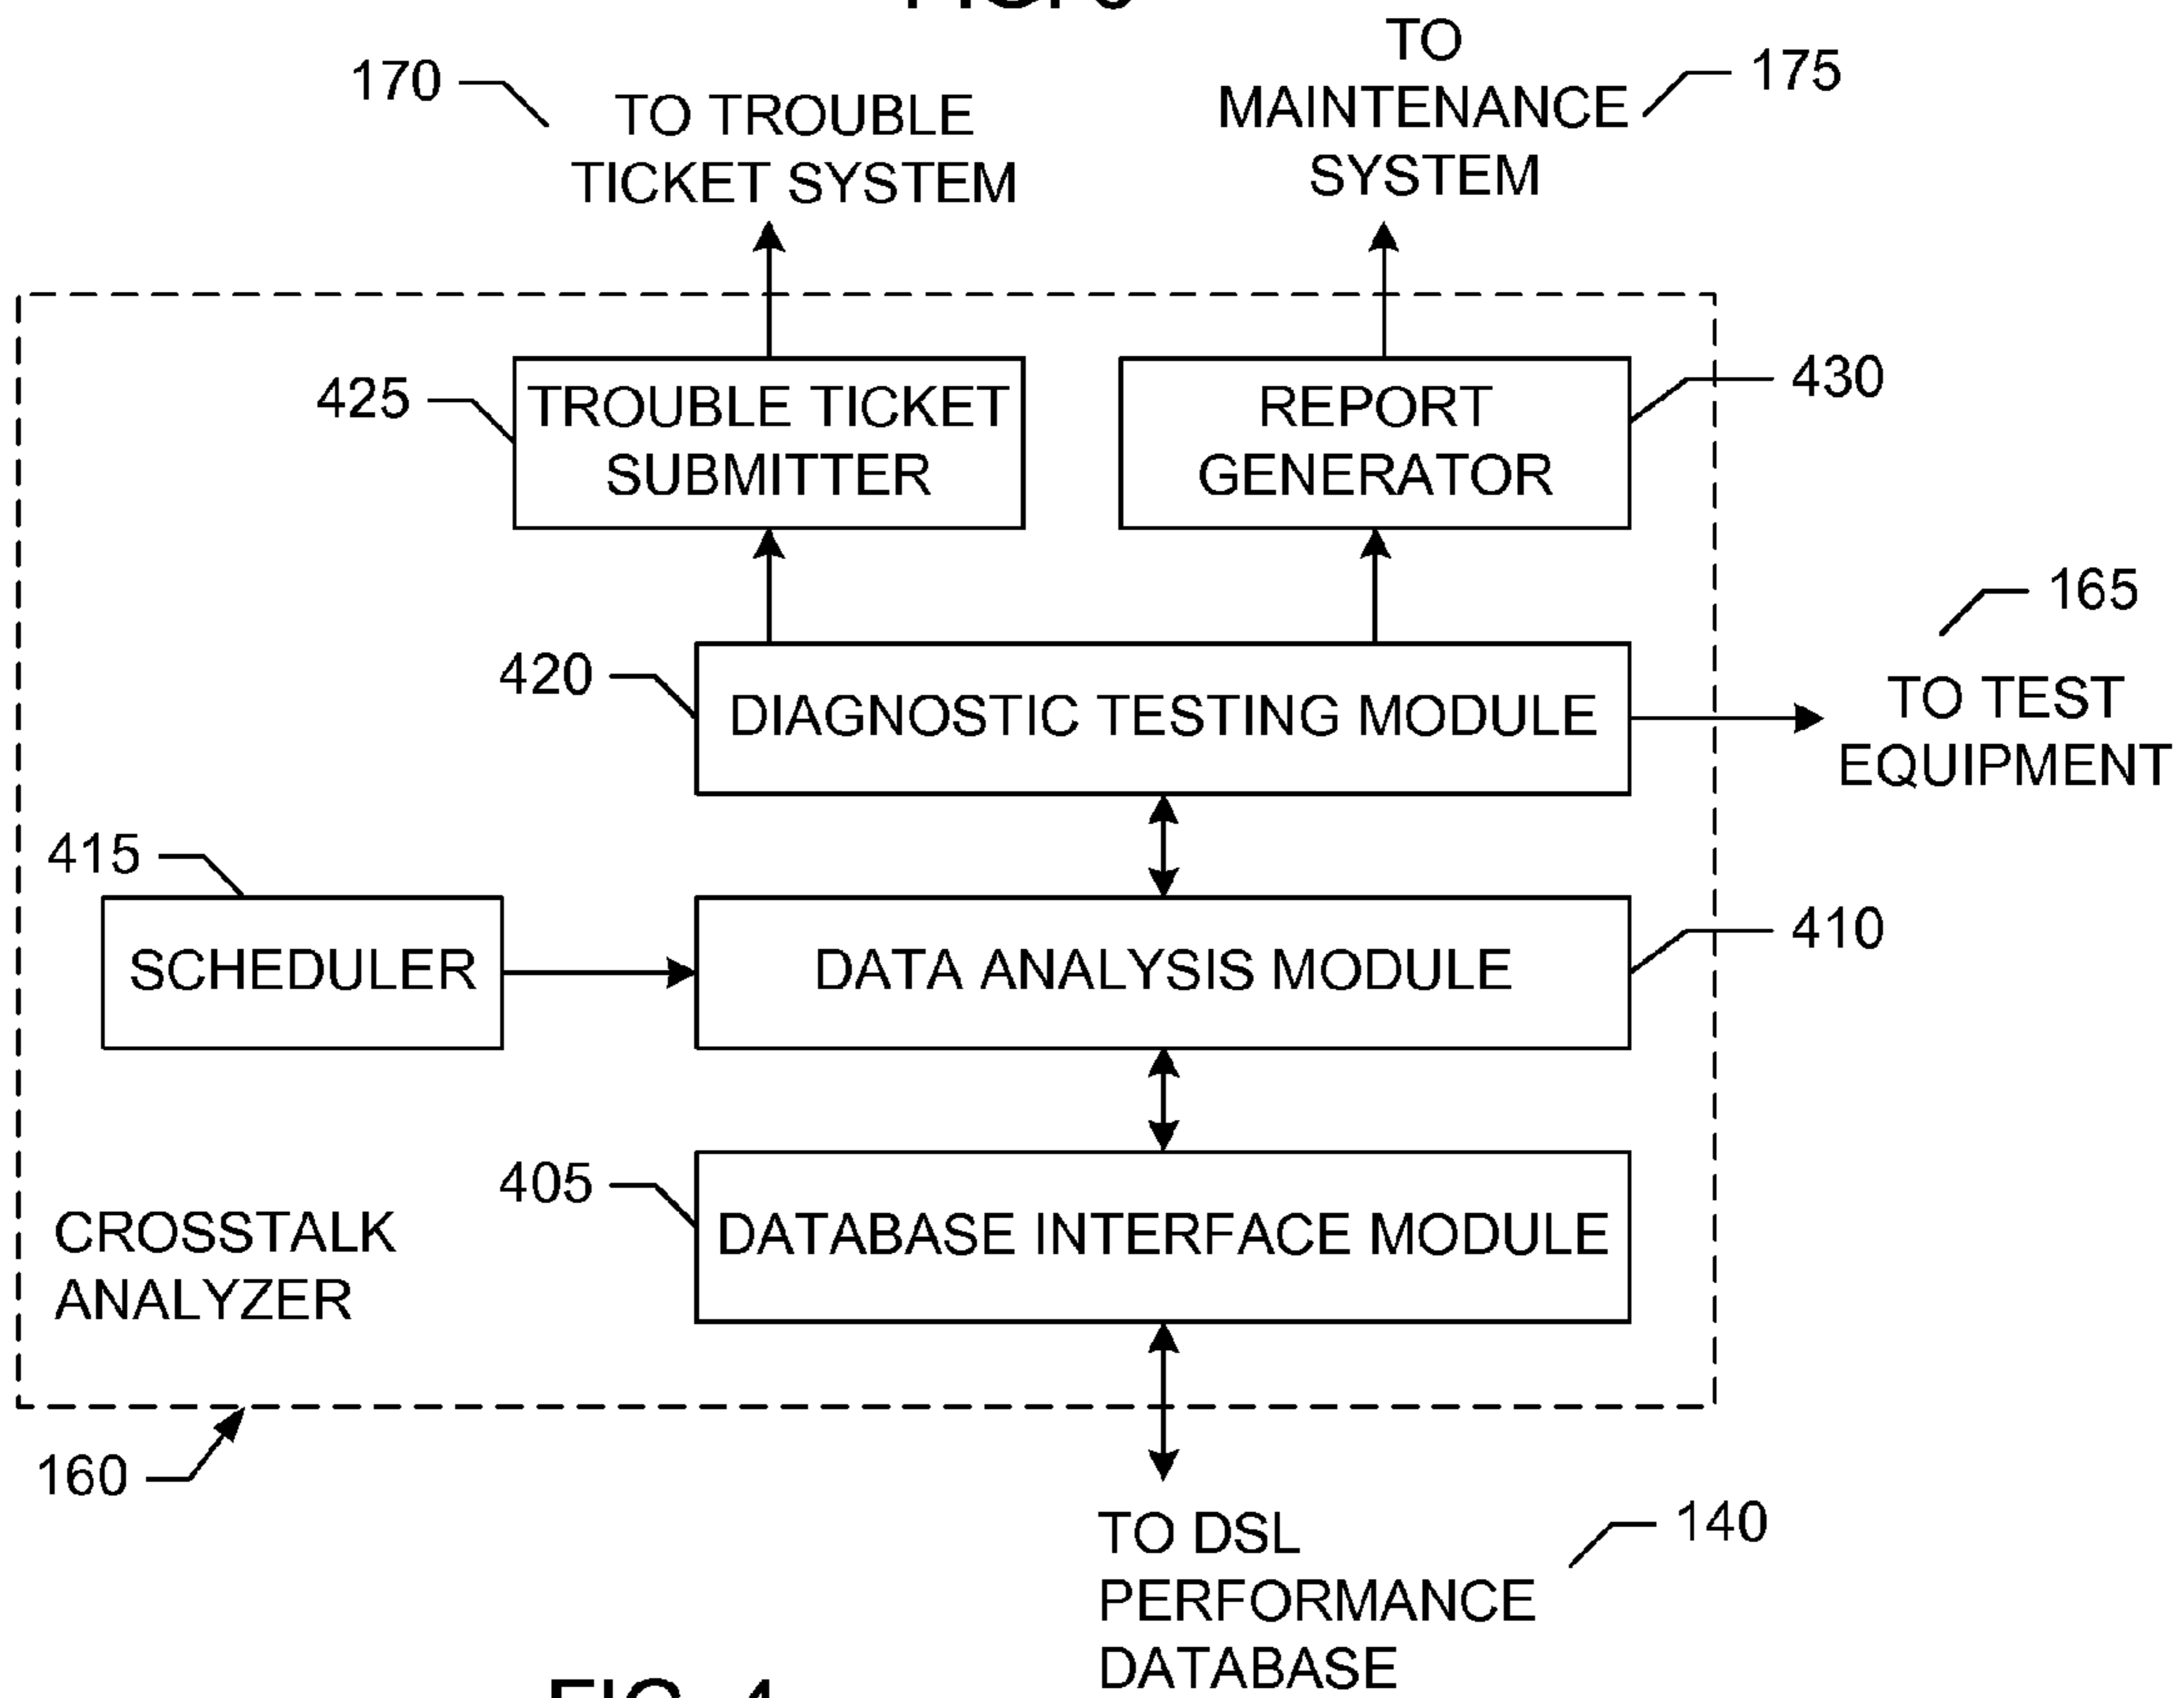 TO
MAINTENANCE
SYSTEM
175
170
TO TROUBLE
TICKET SYSTEM
425
TROUBLE TICKET
SUBMITTER
REPORT
GENERATOR
430
165
TO TEST
EQUIPMENT
420
DIAGNOSTIC TESTING MODULE
415
SCHEDULER
DATA ANALYSIS MODULE
410
405
DATABASE INTERFACE MODULE
CROSSTALK
ANALYZER
160
TO DSL
PERFORMANCE
DATABASE
140